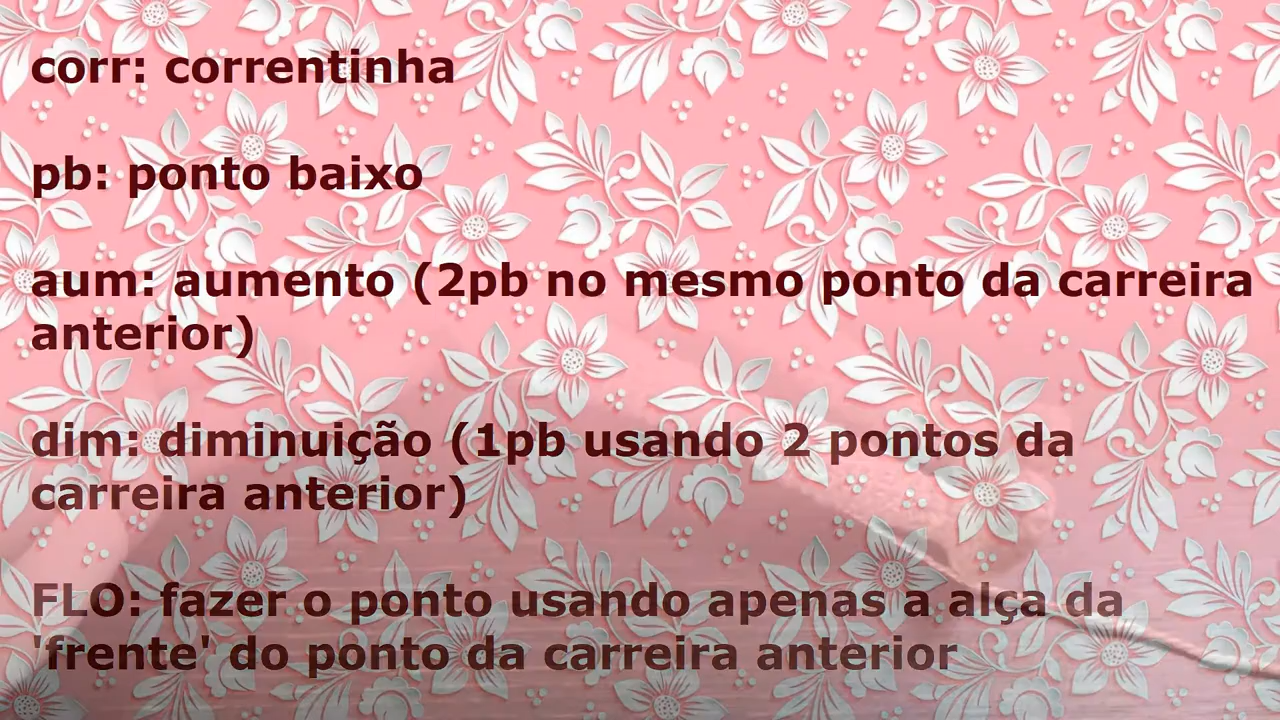 corr: correntinha
pb: ponto baixo
aum: aumento (2pb no mesmo ponto da carreira
anterior)
dim: diminuição (1pb usando 2 pontos da
carreira anterior)
FLO: fazer o ponto usando apenas a alça da
'frente' do ponto da carreira anterior